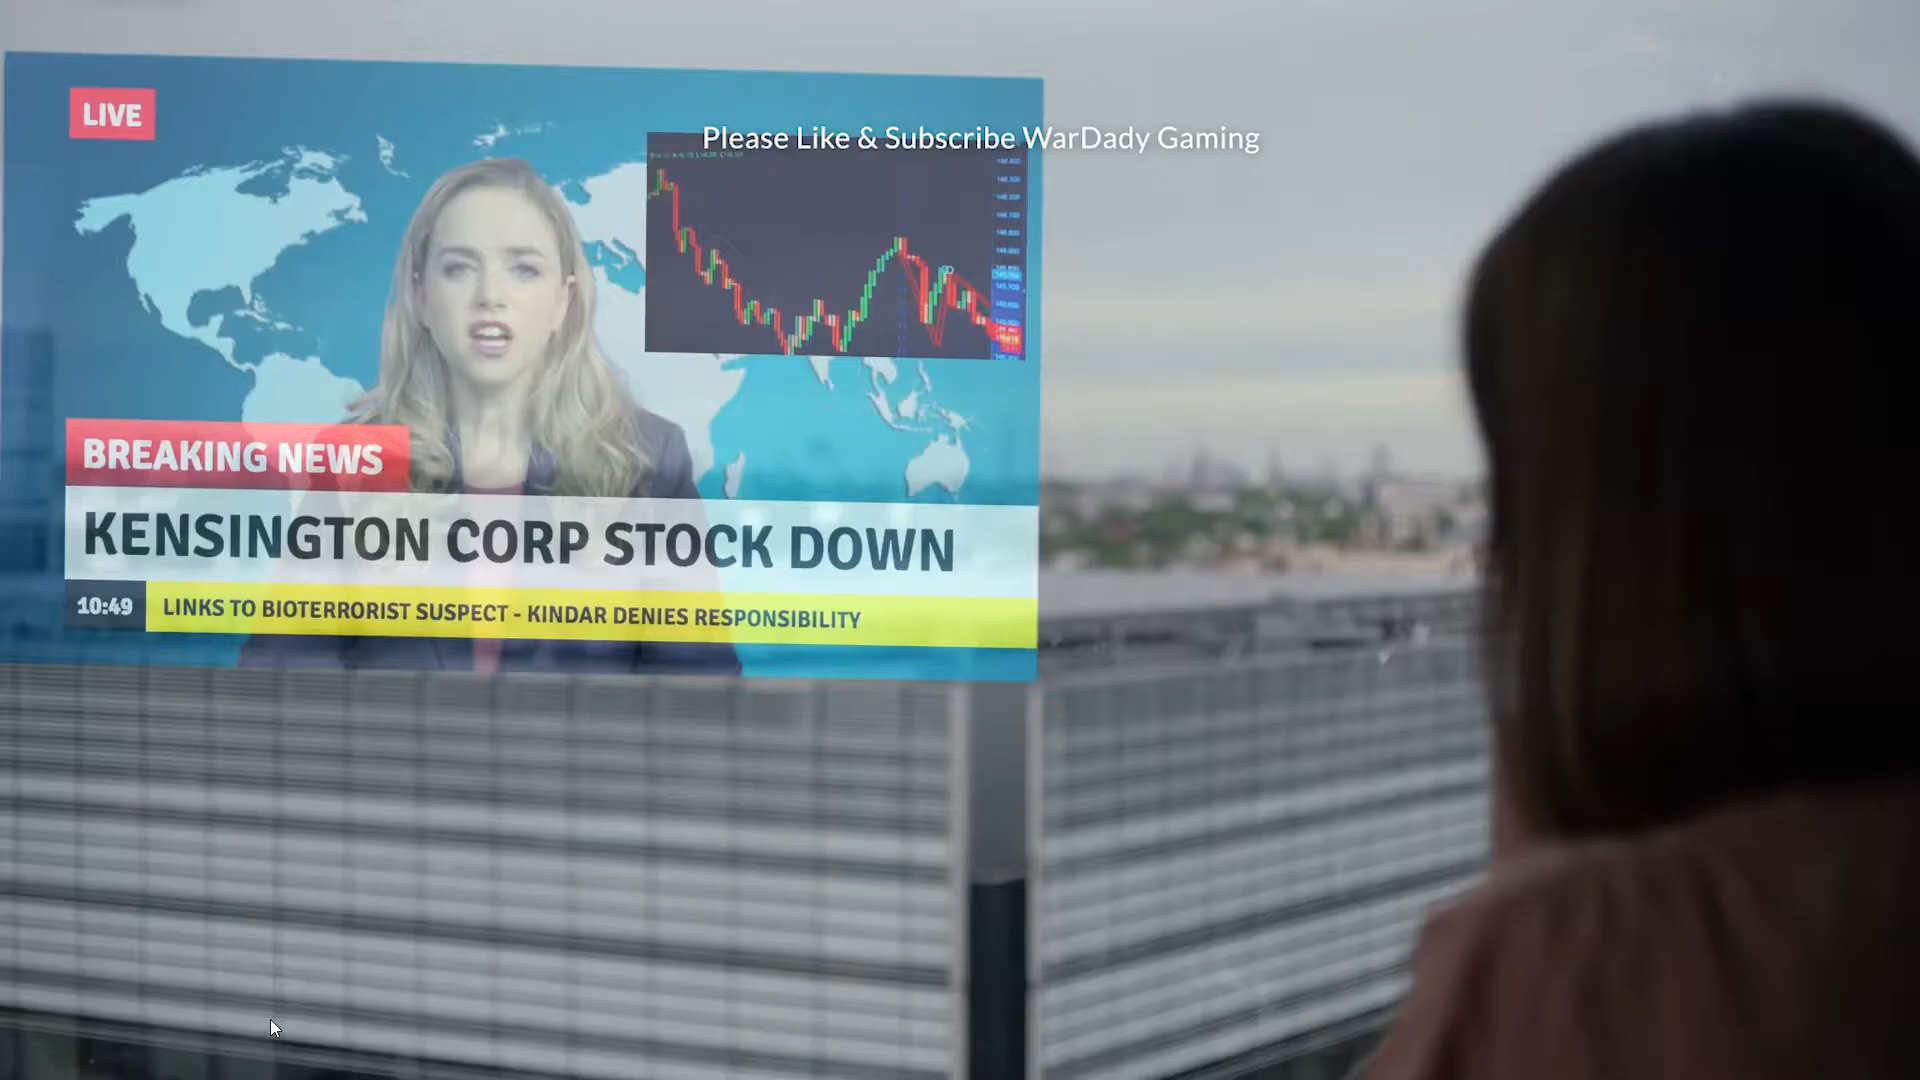 Please Like & Subscribe WarDady Gaming
LIVE
BREAKING NEWS
KENSINGTON CORP STOCK DOWN
10:49
LINKS TO BIOTERRORIST SUSPECT - KINDAR DENIES RESPONSIBILITY